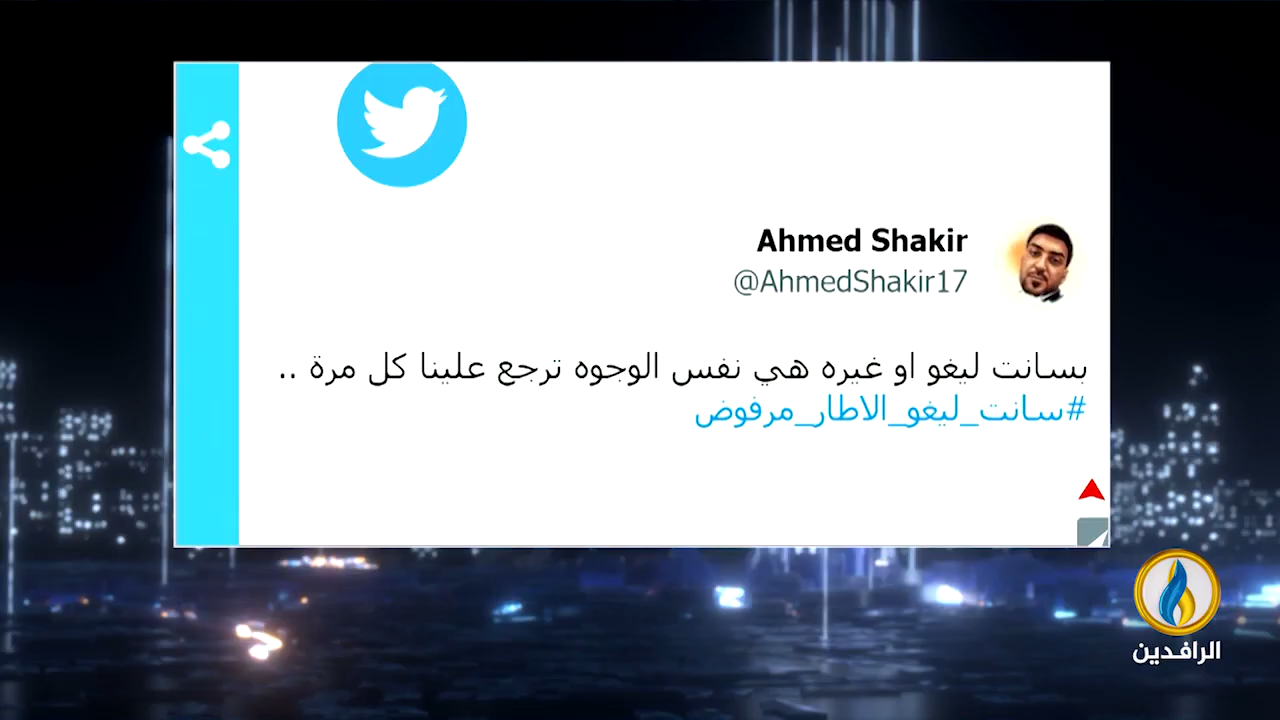 Ahmed Shakir
@AhmedShakir17
بسانت ليغو او غيره هي نفس الوجوه ترجع علينا كل مرة ..
#سانت_ليغو_الاطار_مرفوض
الرافدين